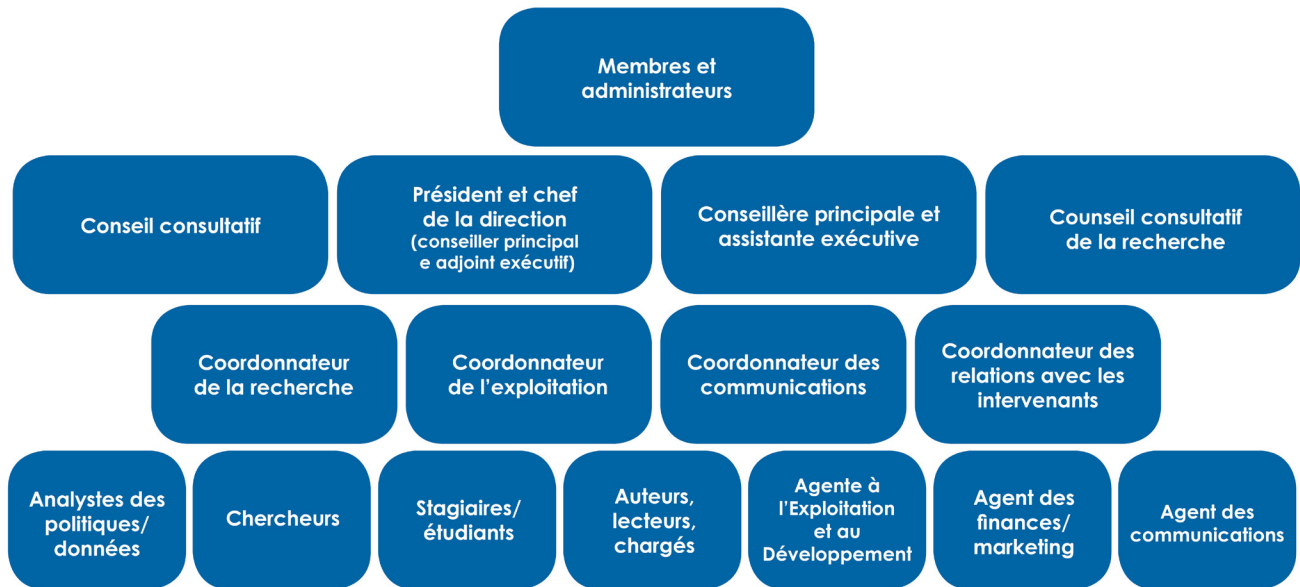 Membres et
administrateurs
Conseil consultatif
Président et chef
de la direction
(conseiller principal
e adjoint exécutif)
Conseillère principale et
assistante exécutive
Counseil consultatif
de la recherche
Coordonnateur
de la recherche
Coordonnateur
de l’exploitation
Coordonnateur des
communications
Coordonnateur des
relations avec les
intervenants
Analystes des
politiques/
données
Chercheurs
Stagiaires/
étudiants
Auteurs,
lecteurs,
chargés
Agente à
l’Exploitation
et au
Développement
Agent des
finances/
marketing
Agent des
communications